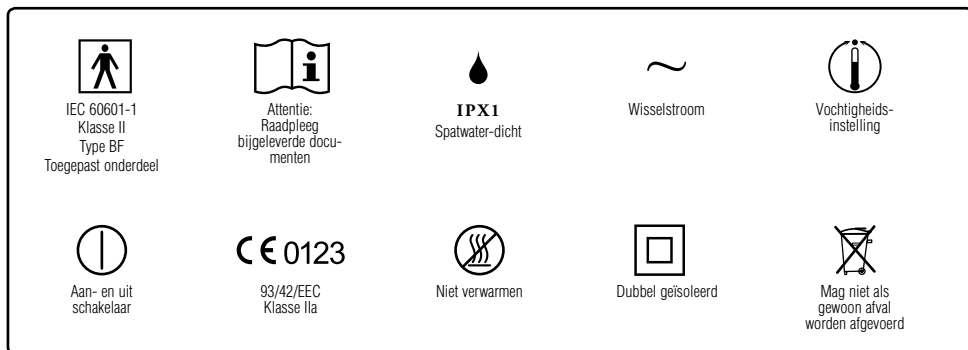 IEC 60601-1
Klasse II
Type BF
Toegepast onderdeel
Attentie:
Raadpleeg
bijgeleverde docu-
menten
IPX1
Spatwater-dicht
Wisselstroom
Vochtigheids-
instelling
Aan- en uit
schakelaar
CE 0123
93/42/EEC
Klasse IIa
Niet verwarmen
Dubbel geïsoleerd
Mag niet als
gewoon afval
worden afgevoerd